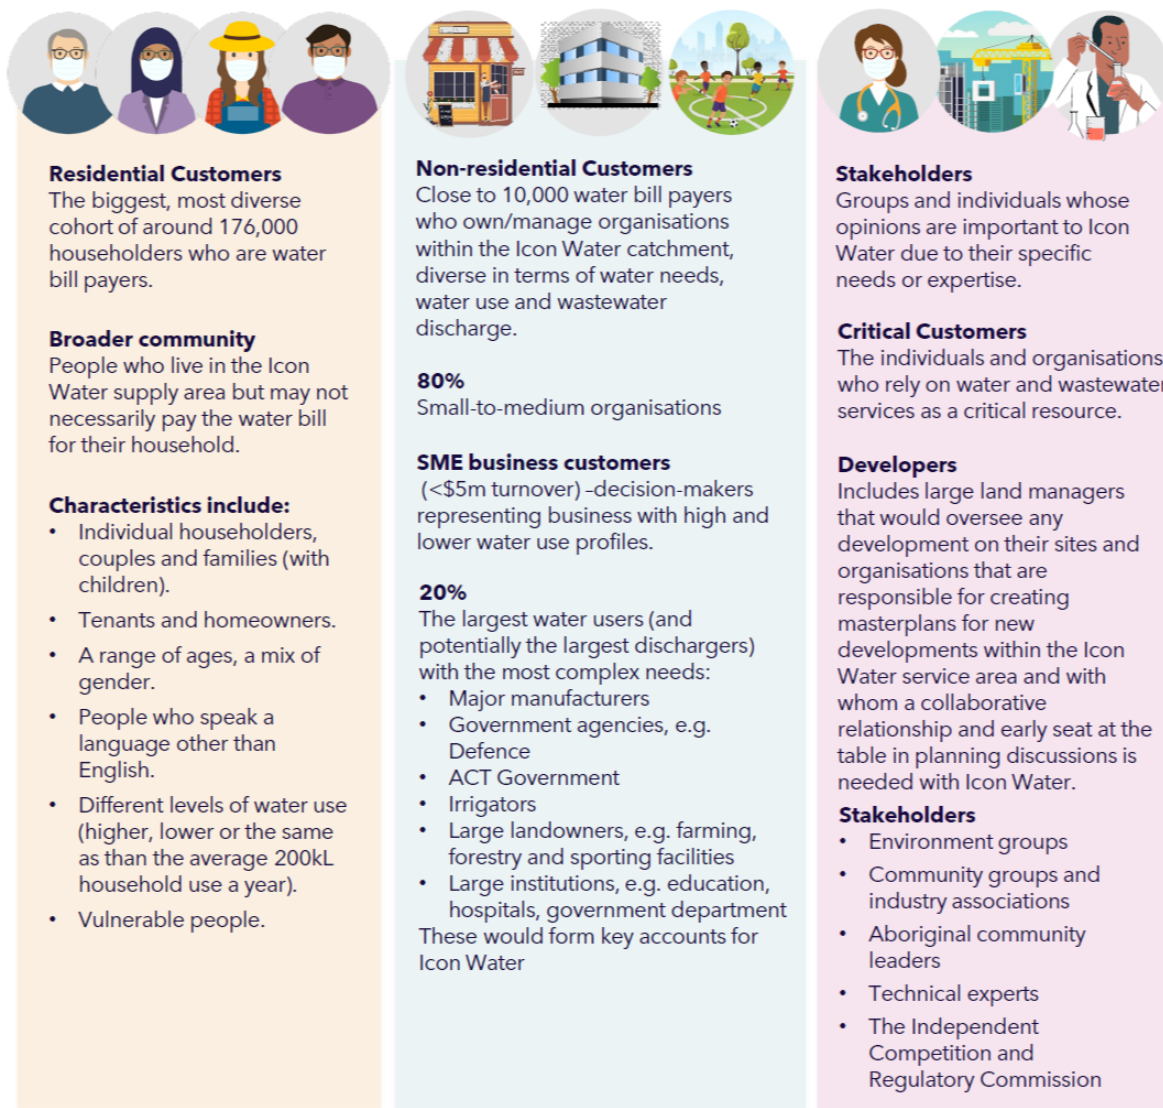 Residential Customers
The biggest, most diverse
cohort of around 176,000
householders who are water
bill payers.
Broader community
People who live in the Icon
Water supply area but may not
necessarily pay the water bill
for their household.
Characteristics include:
• Individual householders,
couples and families (with
children).
• Tenants and homeowners.
• A range of ages, a mix of
gender.
• People who speak a
language other than
English.
• Different levels of water use
(higher, lower or the same
as than the average 200kL
household use a year).
• Vulnerable people.
Non-residential Customers
Close to 10,000 water bill payers
who own/manage organisations
within the Icon Water catchment,
diverse in terms of water needs,
water use and wastewater
discharge.
80%
Small-to-medium organisations
SME business customers
(<$5m turnover) –decision-makers
representing business with high and
lower water use profiles.
20%
The largest water users (and
potentially the largest dischargers)
with the most complex needs:
• Major manufacturers
• Government agencies, e.g.
Defence
• ACT Government
• Irrigators
• Large landowners, e.g. farming,
forestry and sporting facilities
• Large institutions, e.g. education,
hospitals, government department
These would form key accounts for
Icon Water
Stakeholders
Groups and individuals whose
opinions are important to Icon
Water due to their specific
needs or expertise.
Critical Customers
The individuals and organisations
who rely on water and wastewater
services as a critical resource.
Developers
Includes large land managers
that would oversee any
development on their sites and
organisations that are
responsible for creating
masterplans for new
developments within the Icon
Water service area and with
whom a collaborative
relationship and early seat at the
table in planning discussions is
needed with Icon Water.
Stakeholders
• Environment groups
• Community groups and
industry associations
• Aboriginal community
leaders
• Technical experts
• The Independent
Competition and
Regulatory Commission